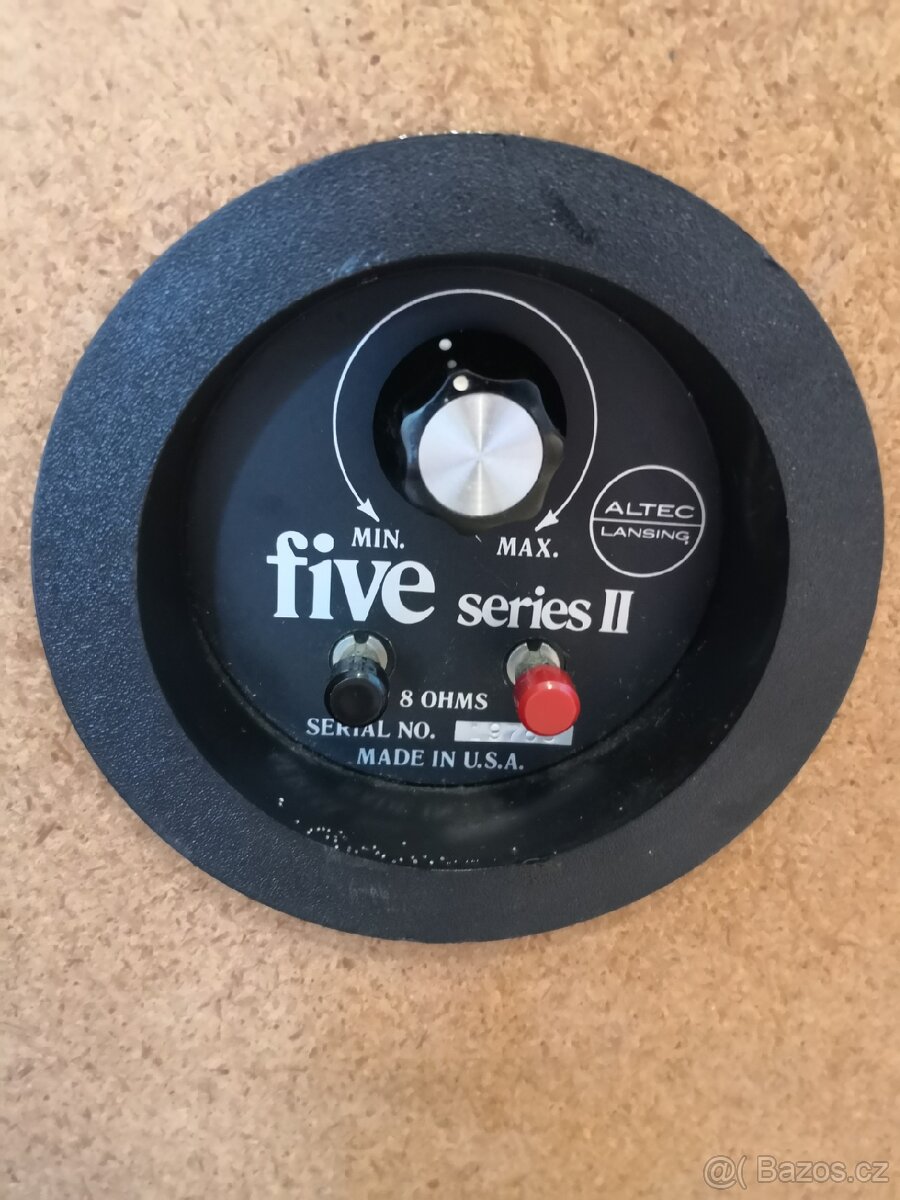 MIN.
MAX.
ALTEC
LANSING
five series II
8 OHMS
SERIAL NO.
MADE IN U.S.A.
@( Bazos.cz